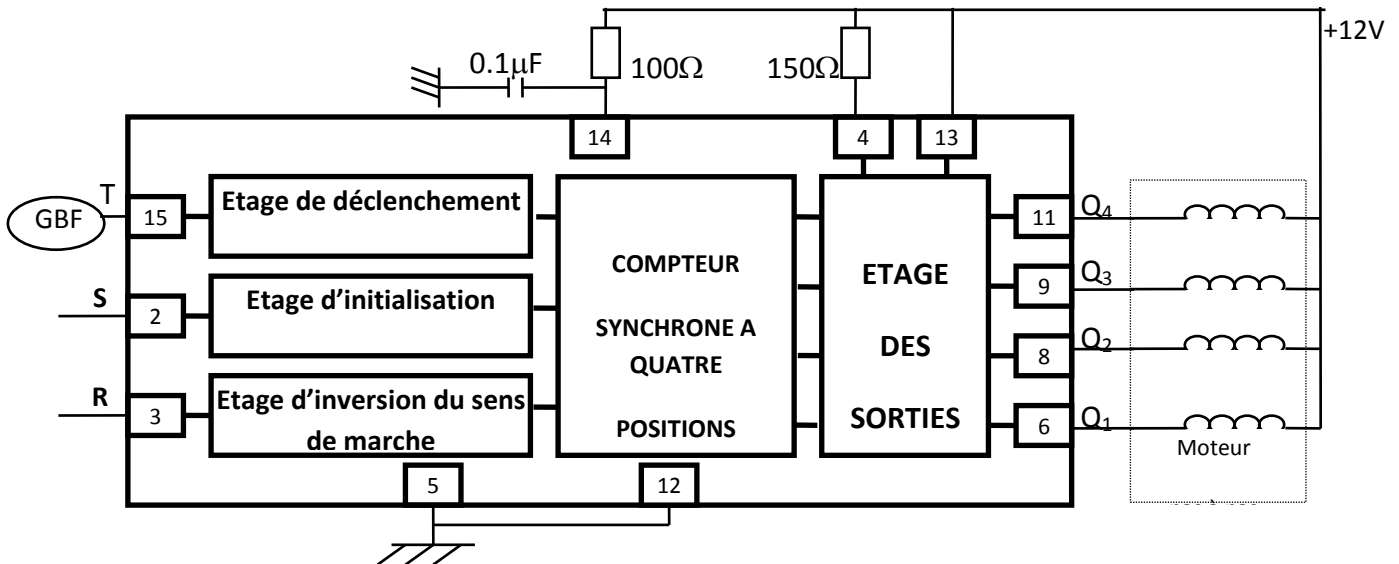 +12V
0.1µF
100Ω
150Ω
14
4
13
GBF
T
15
Etage de déclenchement
S
2
Etage d'initialisation
R
3
Etage d'inversion du sens
de marche
COMPTEUR
SYNCHRONE A
QUATRE
POSITIONS
ETAGE
DES
SORTIES
11
Q4
9
Q3
8
Q2
6
Q1
Moteur
5
12